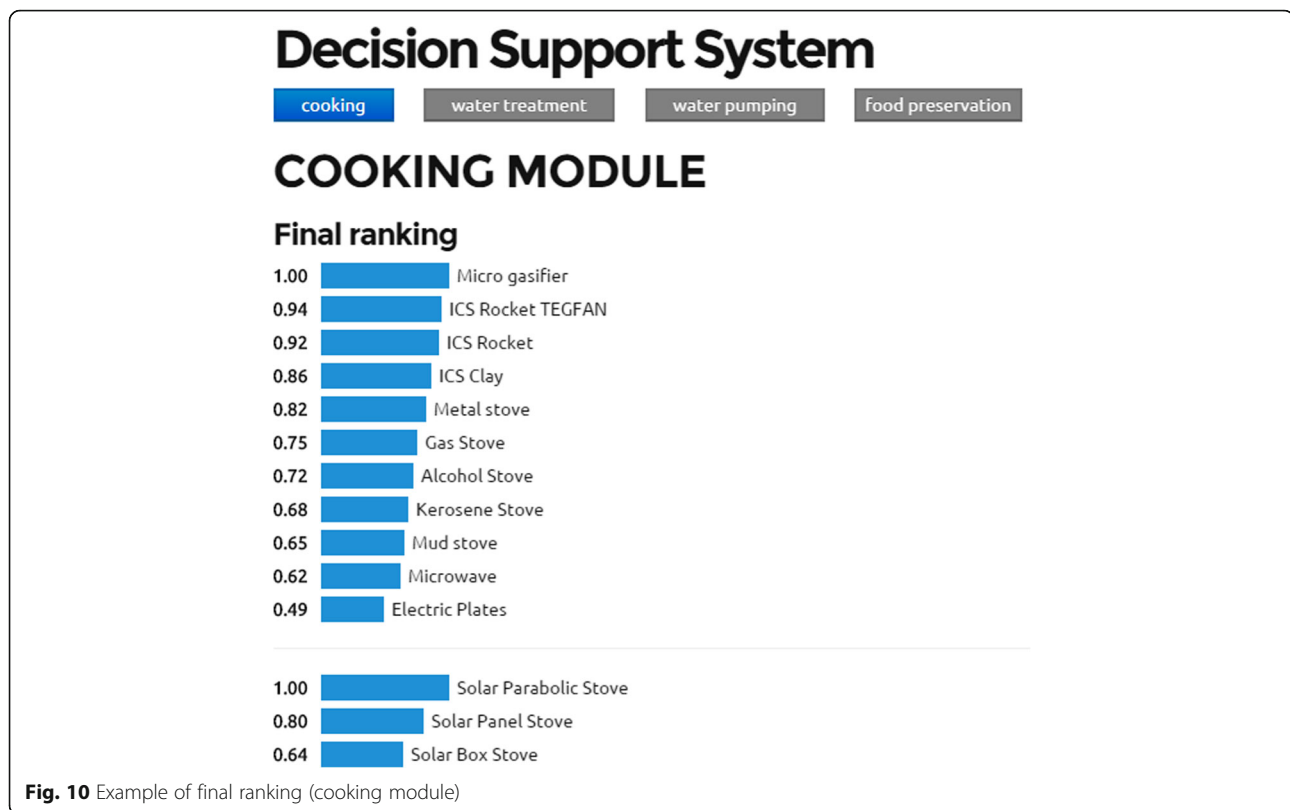 Decision Support System
cooking water treatment water pumping food preservation
COOKING MODULE
Final ranking
1.00 Micro gasifier
0.94 ICS Rocket TEGFAN
0.92 ICS Rocket
0.86 ICS Clay
0.82 Metal stove
0.75 Gas Stove
0.72 Alcohol Stove
0.68 Kerosene Stove
0.65 Mud stove
0.62 Microwave
0.49 Electric Plates
1.00 Solar Parabolic Stove
0.80 Solar Panel Stove
0.64 Solar Box Stove
Fig. 10 Example of final ranking (cooking module)